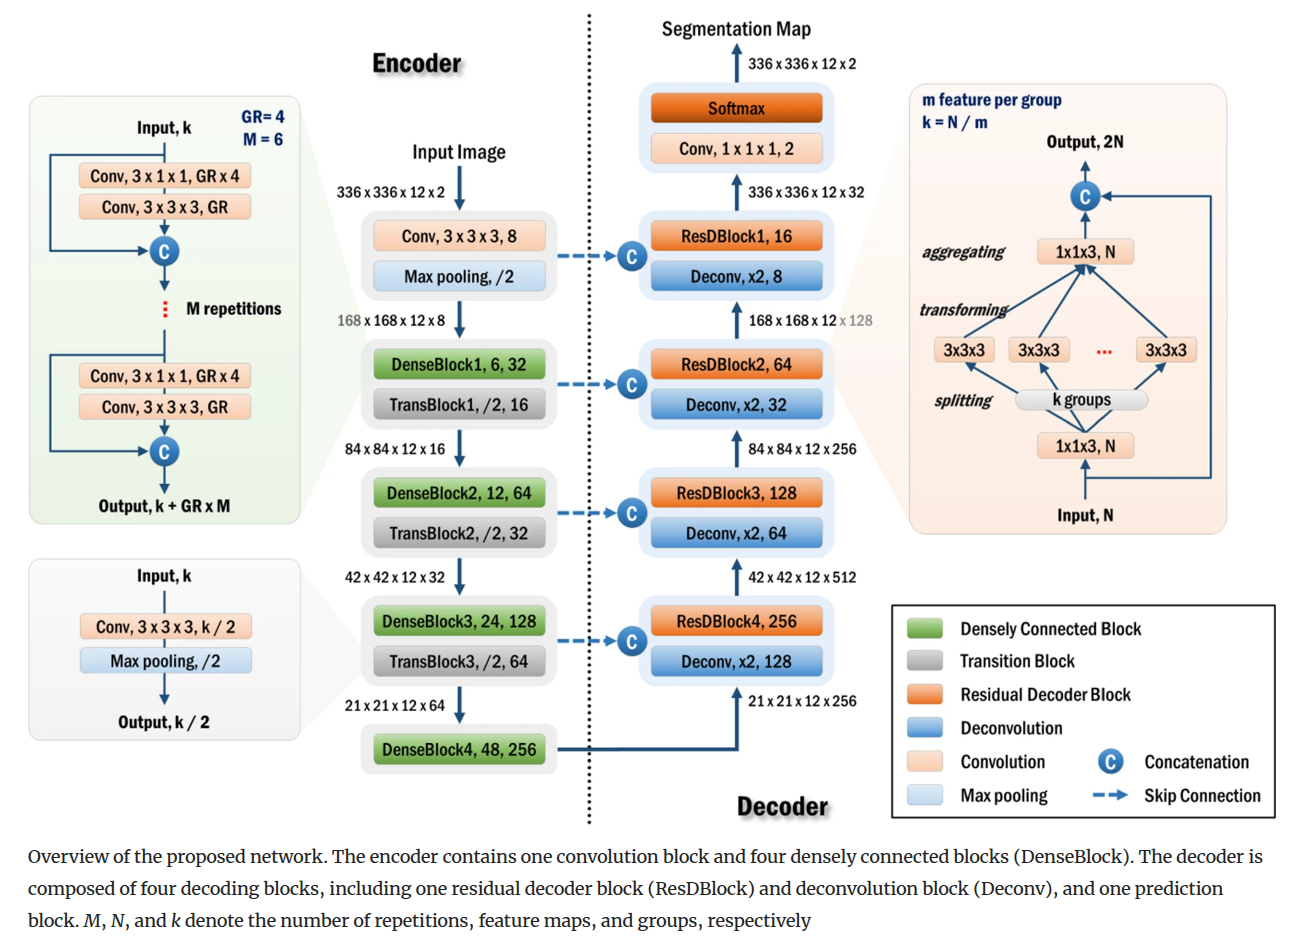 Encoder
GR= 4
M = 6
Input, k
Conv, 3 x 1 x 1, GR x 4
Conv, 3 x 3 x 3, GR
C
M repetitions
Conv, 3 x 1 x 1, GR x 4
Conv, 3 x 3 x 3, GR
C
Output, k + GR x M
Input, k
Conv, 3 x 3 x 3, k / 2
Max pooling, /2
Output, k / 2
Input Image
336 x 336 x 12 x 2
Conv, 3 x 3 x 3, 8
Max pooling, /2
168 x 168 x 12 x 8
DenseBlock1, 6, 32
TransBlock1, /2, 16
84 x 84 x 12 x 16
DenseBlock2, 12, 64
TransBlock2, /2, 32
42 x 42 x 12 x 32
DenseBlock3, 24, 128
TransBlock3, /2, 64
21 x 21 x 12 x 64
DenseBlock4, 48, 256
Segmentation Map
336 x 336 x 12 x 2
Softmax
Conv, 1 x 1 x 1, 2
336 x 336 x 12 x 32
C
ResDBlock1, 16
Deconv, x2, 8
168 x 168 x 12 x 128
C
ResDBlock2, 64
Deconv, x2, 32
84 x 84 x 12 x 256
C
ResDBlock3, 128
Deconv, x2, 64
42 x 42 x 12 x 512
C
ResDBlock4, 256
Deconv, x2, 128
21 x 21 x 12 x 256
Decoder
m feature per group
k = N / m
Output, 2N
C
aggregating
1x1x3, N
transforming
3x3x3
3x3x3
...
3x3x3
splitting
k groups
1x1x3, N
Input, N
Densely Connected Block
Transition Block
Residual Decoder Block
Deconvolution
Convolution
C Concatenation
Max pooling
Skip Connection
Overview of the proposed network. The encoder contains one convolution block and four densely connected blocks (DenseBlock). The decoder is
composed of four decoding blocks, including one residual decoder block (ResDBlock) and deconvolution block (Deconv), and one prediction
block. M, N, and k denote the number of repetitions, feature maps, and groups, respectively